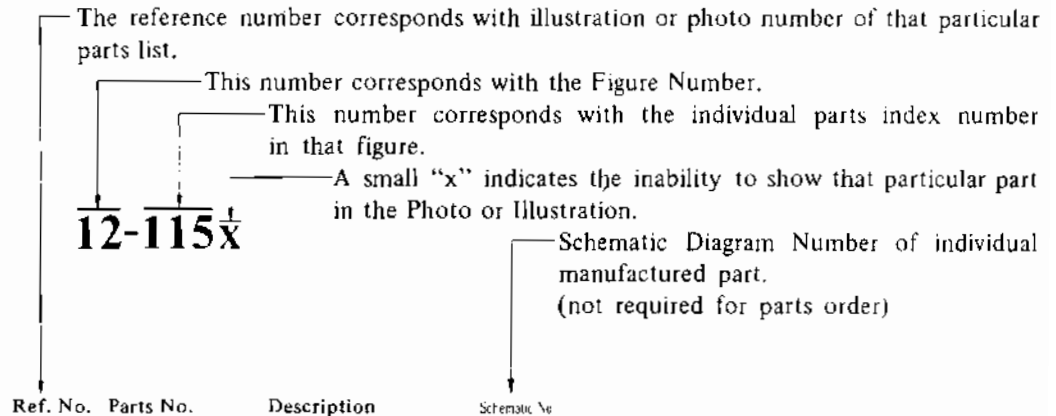 The reference number corresponds with illustration or photo number of that particular
parts list.
This number corresponds with the Figure Number.
This number corresponds with the individual parts index number
in that figure.
A small “x” indicates the inability to show that particular part
in the Photo or Illustration.
12-115x
Schematic Diagram Number of individual
manufactured part.
(not required for parts order)
Ref. No. Parts No. Description Schematic No